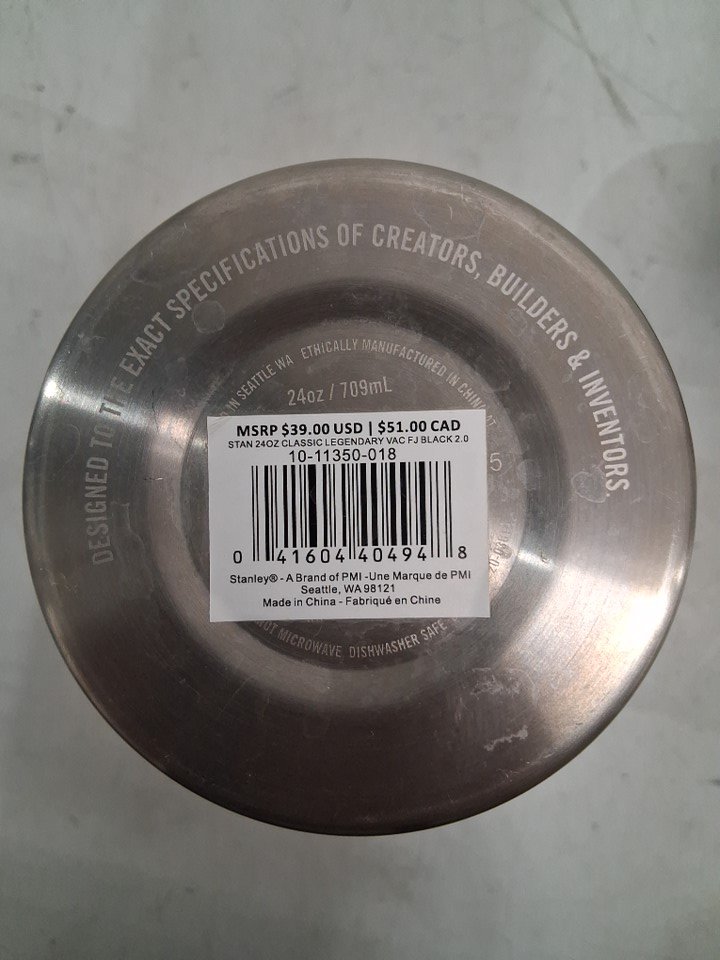 DESIGNED TO THE EXACT SPECIFICATIONS OF CREATORS, BUILDERS & INVENTORS.
IN SEATTLE WA ETHICALLY MANUFACTURED IN CHINA
24oz / 709mL
5
MSRP $39.00 USD | $51.00 CAD
STAN 24OZ CLASSIC LEGENDARY VAC FJ BLACK 2.0
10-11350-018
0 41604 40494 8
Stanley® - A Brand of PMI -Une Marque de PMI
Seattle, WA 98121
Made in China - Fabriqué en Chine
NOT MICROWAVE DISHWASHER SAFE